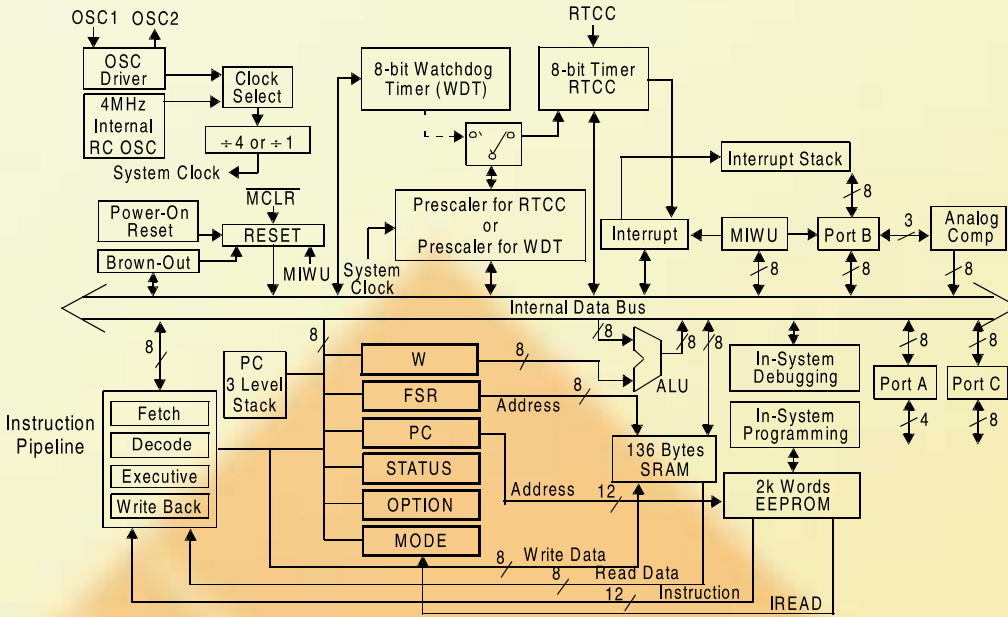 OSC1
OSC2
RTCC
OSC
Driver
Clock
Select
4MHz
Internal
RC OSC
÷4 or ÷1
System Clock
8-bit Watchdog
Timer (WDT)
8-bit Timer
RTCC
Interrupt Stack
8
MCLR
Power-On
Reset
RESET
Brown-Out
MIWU
System
Clock
Prescaler for RTCC
or
Prescaler for WDT
Interrupt
MIWU
Port B
3
Analog
Comp
8
8
8
Internal Data Bus
8
PC
3 Level
Stack
8
W
8
FSR
8
Address
PC
STATUS
OPTION
MODE
8
8
8
ALU
In-System
Debugging
8
Port A
4
8
Port C
8
Instruction
Pipeline
Fetch
Decode
Executive
Write Back
In-System
Programming
136 Bytes
SRAM
Address
12
2k Words
EEPROM
8
Write Data
8
Read Data
12
Instruction
IREAD